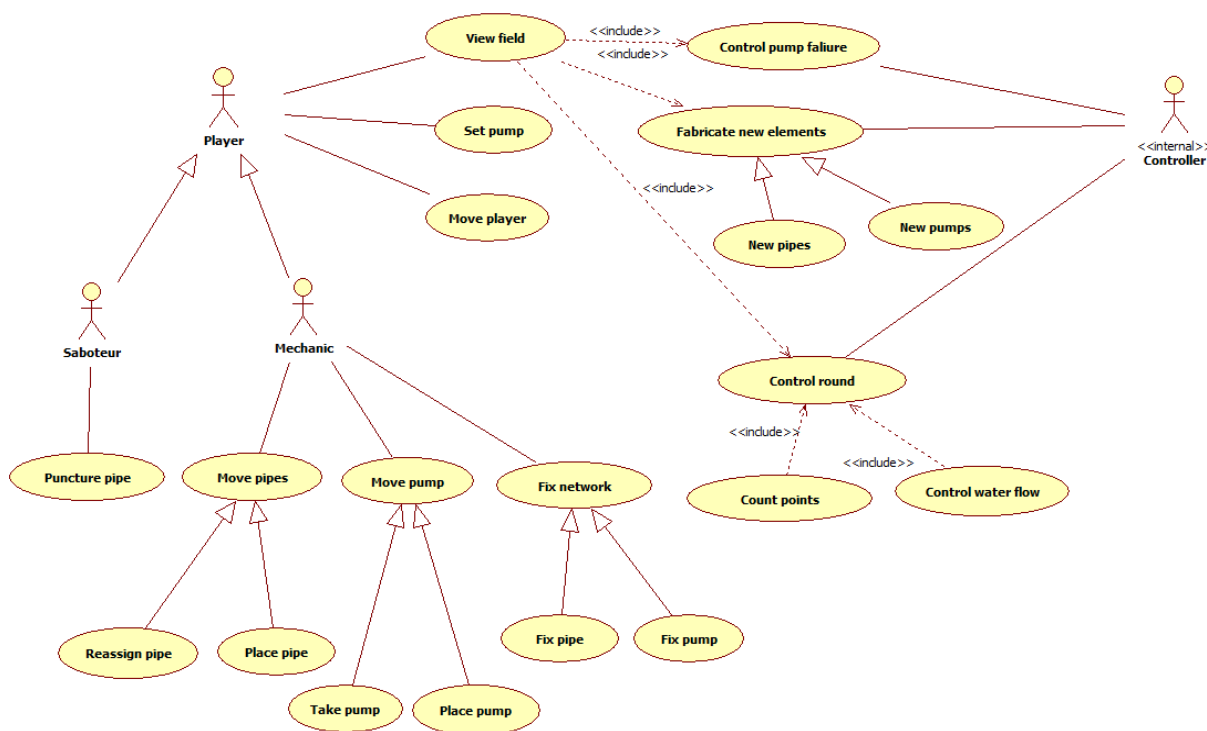 <<include>>
View field
Control pump faliure
<<include>>
Set pump
Fabricate new elements
Player
<<internal>>
Controller
<<include>>
Move player
New pumps
New pipes
Saboteur
Mechanic
Control round
<<include>>
<<include>>
Puncture pipe
Move pipes
Move pump
Fix network
Count points
Control water flow
Reassign pipe
Place pipe
Fix pipe
Fix pump
Take pump
Place pump